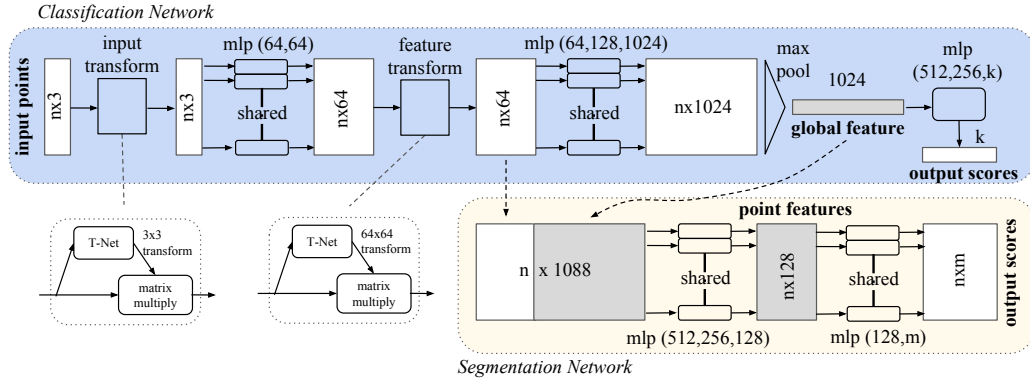 Classification Network
input points
nx3
input
transform
nx3
mlp (64,64)
shared
nx64
feature
transform
nx64
mlp (64,128,1024)
shared
nx1024
max
pool
1024
global feature
mlp
(512,256,k)
k
output scores
T-Net
3x3
transform
matrix
multiply
T-Net
64x64
transform
matrix
multiply
point features
n x 1088
shared
mlp (512,256,128)
nx128
shared
mlp (128,m)
nxm
output scores
Segmentation Network